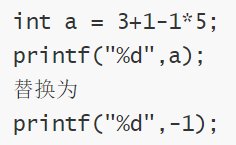 int a = 3+1-1*5;
printf("%d",a);
替换为
printf("%d",-1);